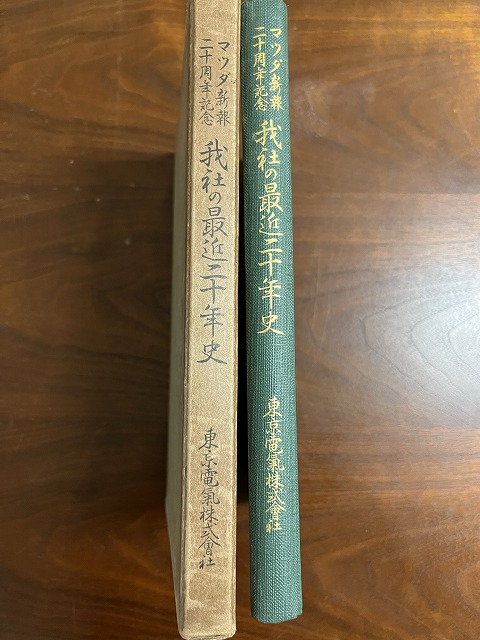 マツダ新報
二十周年記念
我社の最近二十年史
東京電氣株式會社
マツダ新報
二十周年記念
我社の最近二十年史
東京電氣株式會社